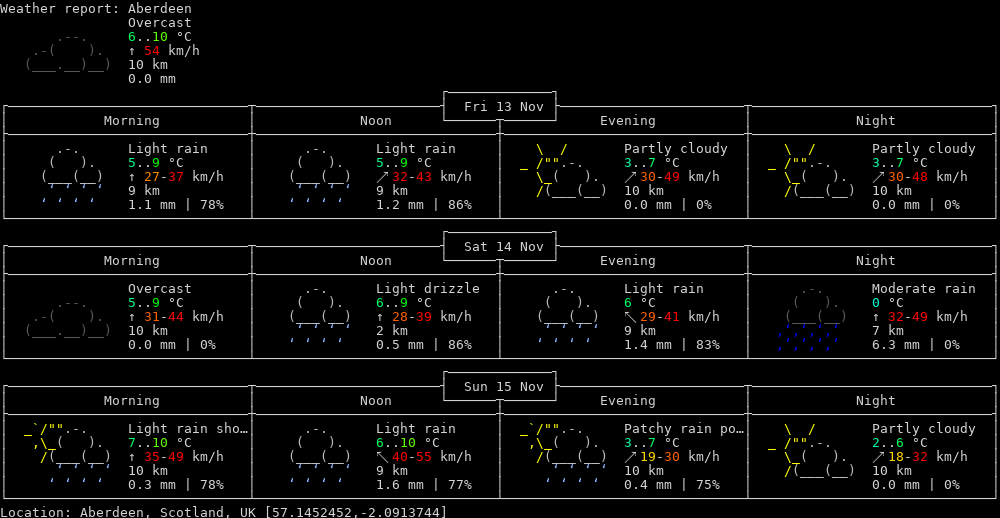 Weather report: Aberdeen
Overcast
6..10 °C
↑ 54 km/h
10 km
0.0 mm
Fri 13 Nov
Morning Noon Evening Night
Light rain Light rain Partly cloudy Partly cloudy
5..9 °C 5..9 °C 3..7 °C 3..7 °C
↑ 27-37 km/h ↗ 32-43 km/h ↗ 30-49 km/h ↗ 30-48 km/h
9 km 9 km 10 km 10 km
1.1 mm | 78% 1.2 mm | 86% 0.0 mm | 0% 0.0 mm | 0%
Sat 14 Nov
Morning Noon Evening Night
Overcast Light drizzle Light rain Moderate rain
5..9 °C 6..9 °C 6 °C 0 °C
↑ 31-44 km/h ↑ 28-39 km/h ↖ 29-41 km/h ↑ 32-49 km/h
10 km 2 km 9 km 7 km
0.0 mm | 0% 0.5 mm | 86% 1.4 mm | 83% 6.3 mm | 0%
Sun 15 Nov
Morning Noon Evening Night
Light rain sho… Light rain Patchy rain po… Partly cloudy
7..10 °C 6..10 °C 3..7 °C 2..6 °C
↑ 35-49 km/h ↖ 40-55 km/h ↗ 19-30 km/h ↗ 18-32 km/h
10 km 9 km 10 km 10 km
0.3 mm | 78% 1.6 mm | 77% 0.4 mm | 75% 0.0 mm | 0%
Location: Aberdeen, Scotland, UK [57.1452452,-2.0913744]